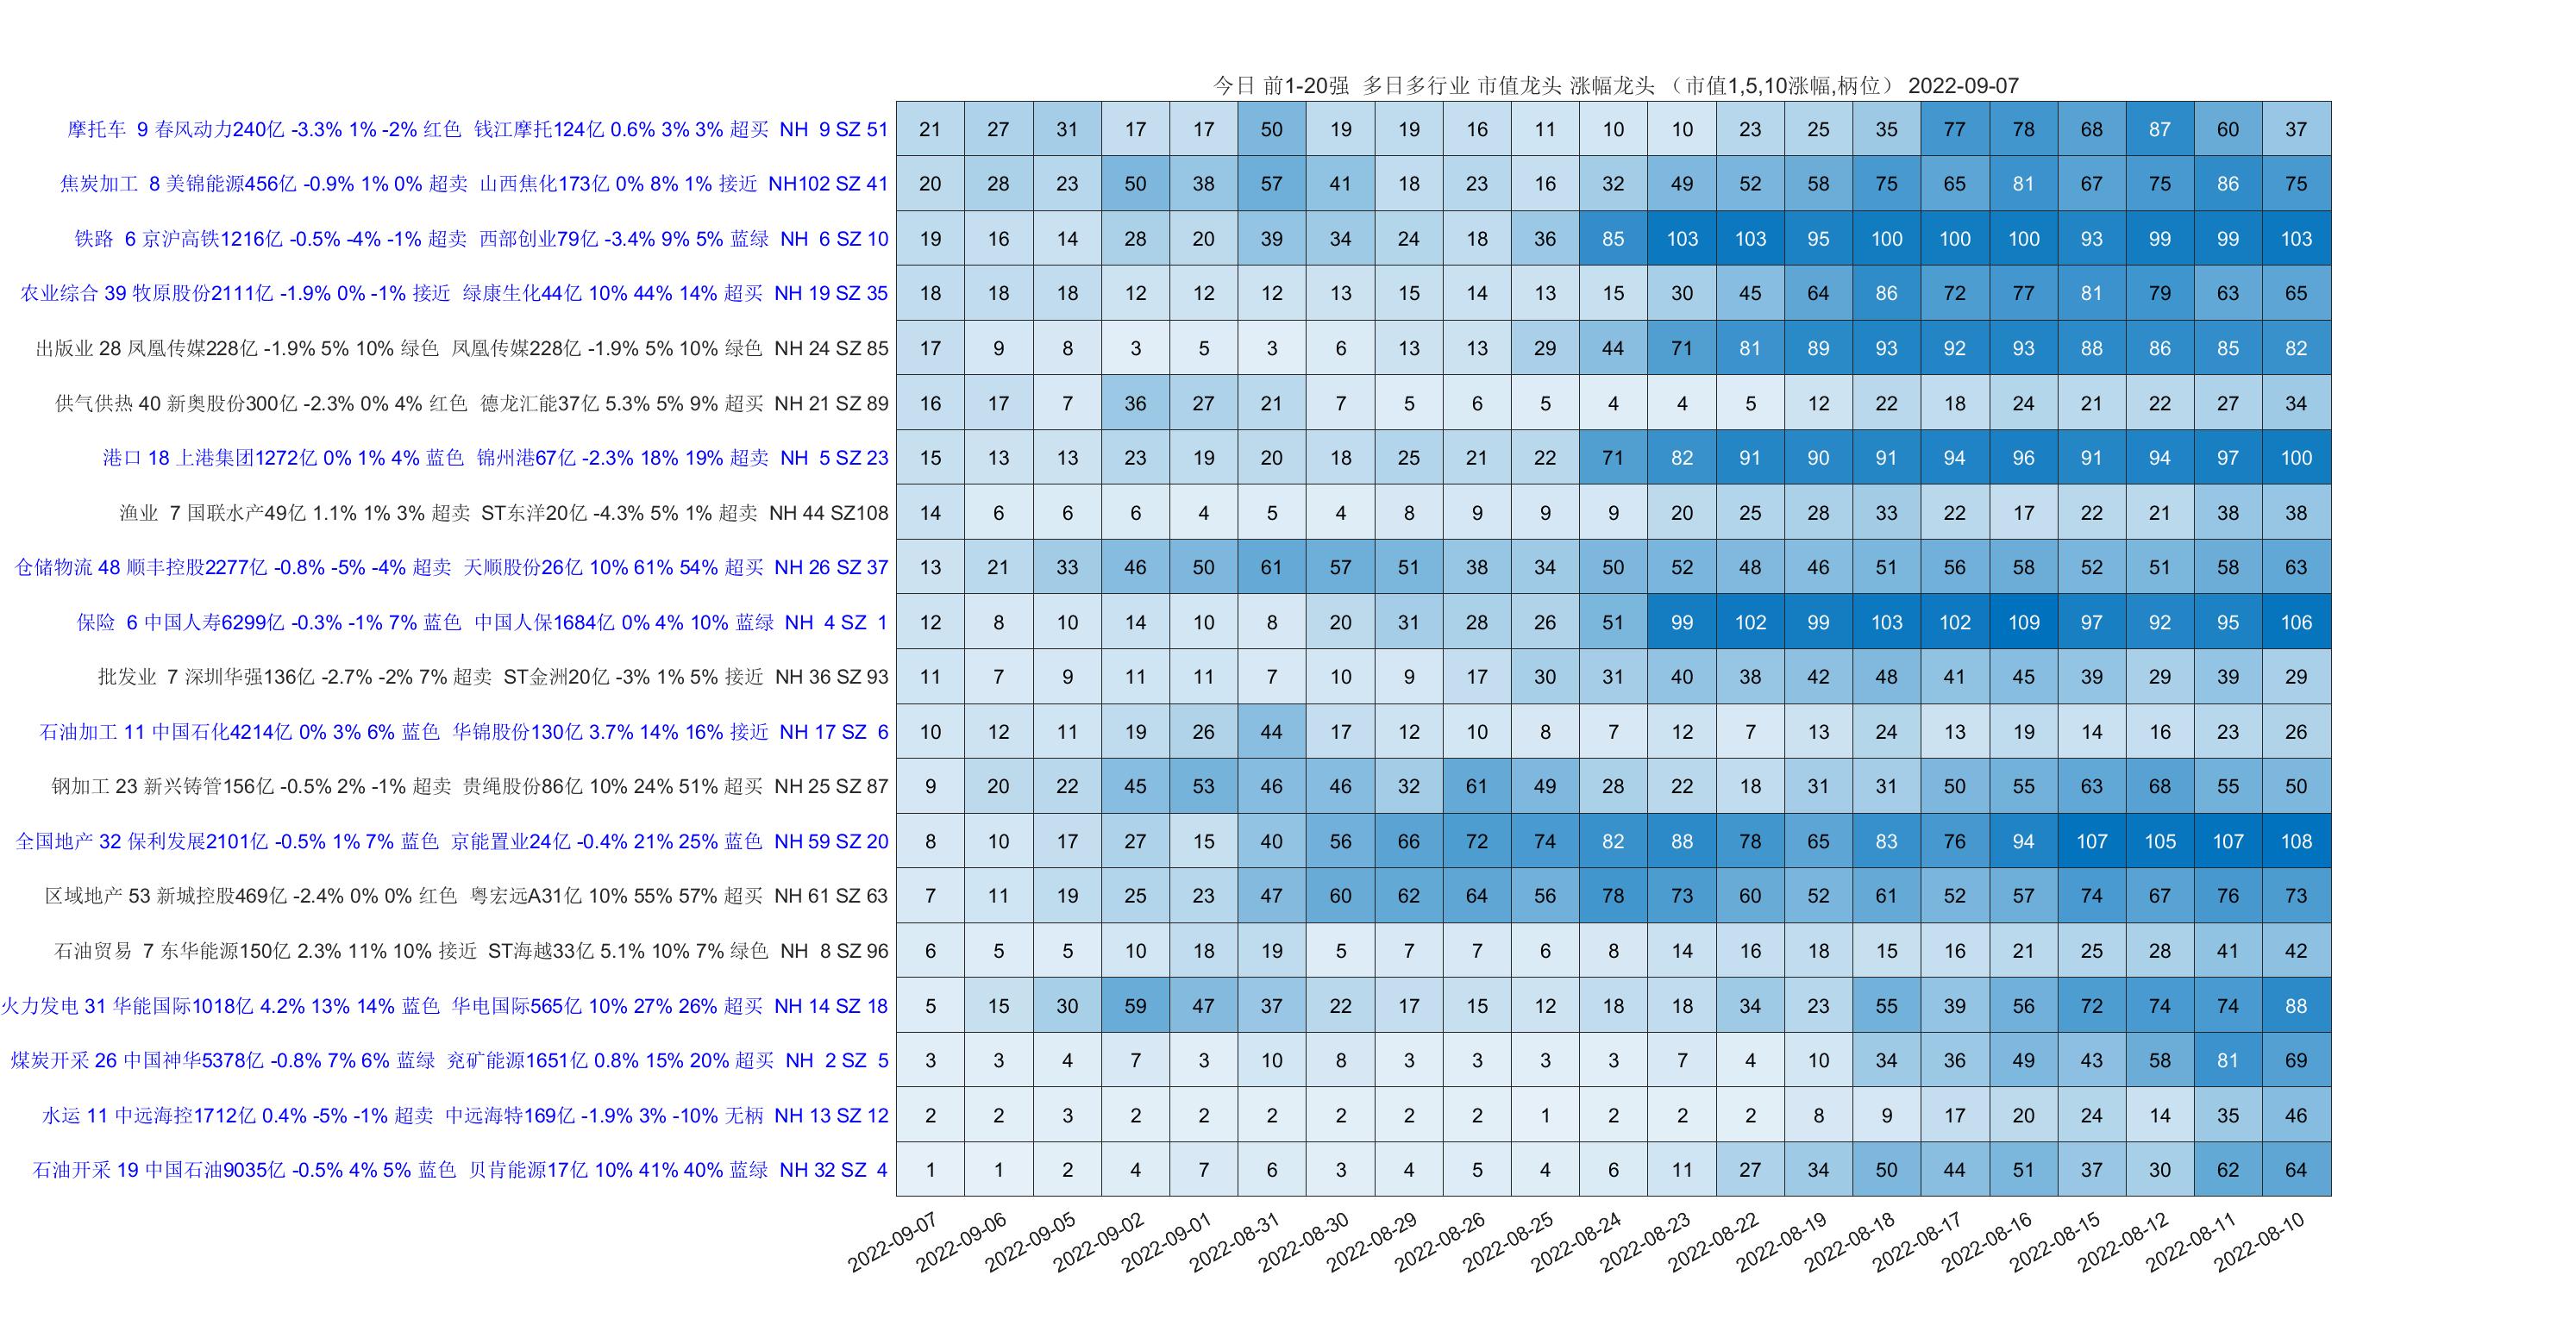 今日 前1-20强 多日多行业 市值龙头 涨幅龙头 （市值1,5,10涨幅,柄位） 2022-09-07
摩托车 9 春风动力240亿 -3.3% 1% -2% 红色 钱江摩托124亿 0.6% 3% 3% 超买 NH 9 SZ 51 21 27 31 17 17 50 19 19 16 11 10 10 23 25 35 77 78 68 87 60 37
焦炭加工 8 美锦能源456亿 -0.9% 1% 0% 超卖 山西焦化173亿 0% 8% 1% 接近 NH102 SZ 41 20 28 23 50 38 57 41 18 23 16 32 49 52 58 75 65 81 67 75 86 75
铁路 6 京沪高铁1216亿 -0.5% -4% -1% 超卖 西部创业79亿 -3.4% 9% 5% 蓝绿 NH 6 SZ 10 19 16 14 28 20 39 34 24 18 36 85 103 103 95 100 100 100 93 99 99 103
农业综合 39 牧原股份2111亿 -1.9% 0% -1% 接近 绿康生化44亿 10% 44% 14% 超买 NH 19 SZ 35 18 18 18 12 12 12 13 15 14 13 15 30 45 64 86 72 77 81 79 63 65
出版业 28 凤凰传媒228亿 -1.9% 5% 10% 绿色 凤凰传媒228亿 -1.9% 5% 10% 绿色 NH 24 SZ 85 17 9 8 3 5 3 6 13 13 29 44 71 81 89 93 92 93 88 86 85 82
供气供热 40 新奥股份300亿 -2.3% 0% 4% 红色 德龙汇能37亿 5.3% 5% 9% 超买 NH 21 SZ 89 16 17 7 36 27 21 7 5 6 5 4 4 5 12 22 18 24 21 22 27 34
港口 18 上港集团1272亿 0% 1% 4% 蓝色 锦州港67亿 -2.3% 18% 19% 超卖 NH 5 SZ 23 15 13 13 23 19 20 18 25 21 22 71 82 91 90 91 94 96 91 94 97 100
渔业 7 国联水产49亿 1.1% 1% 3% 超卖 ST东洋20亿 -4.3% 5% 1% 超卖 NH 44 SZ108 14 6 6 6 4 5 4 8 9 9 9 20 25 28 33 22 17 22 21 38 38
仓储物流 48 顺丰控股2277亿 -0.8% -5% -4% 超卖 天顺股份26亿 10% 61% 54% 超买 NH 26 SZ 37 13 21 33 46 50 61 57 51 38 34 50 52 48 46 51 56 58 52 51 58 63
保险 6 中国人寿6299亿 -0.3% -1% 7% 蓝色 中国人保1684亿 0% 4% 10% 蓝绿 NH 4 SZ 1 12 8 10 14 10 8 20 31 28 26 51 99 102 99 103 102 109 97 92 95 106
批发业 7 深圳华强136亿 -2.7% -2% 7% 超卖 ST金洲20亿 -3% 1% 5% 接近 NH 36 SZ 93 11 7 9 11 11 7 10 9 17 30 31 40 38 42 48 41 45 39 29 39 29
石油加工 11 中国石化4214亿 0% 3% 6% 蓝色 华锦股份130亿 3.7% 14% 16% 接近 NH 17 SZ 6 10 12 11 19 26 44 17 12 10 8 7 12 7 13 24 13 19 14 16 23 26
钢加工 23 新兴铸管156亿 -0.5% 2% -1% 超卖 贵绳股份86亿 10% 24% 51% 超买 NH 25 SZ 87 9 20 22 45 53 46 46 32 61 49 28 22 18 31 31 50 55 63 68 55 50
全国地产 32 保利发展2101亿 -0.5% 1% 7% 蓝色 京能置业24亿 -0.4% 21% 25% 蓝色 NH 59 SZ 20 8 10 17 27 15 40 56 66 72 74 82 88 78 65 83 76 94 107 105 107 108
区域地产 53 新城控股469亿 -2.4% 0% 0% 红色 粤宏远A31亿 10% 55% 57% 超买 NH 61 SZ 63 7 11 19 25 23 47 60 62 64 56 78 73 60 52 61 52 57 74 67 76 73
石油贸易 7 东华能源150亿 2.3% 11% 10% 接近 ST海越33亿 5.1% 10% 7% 绿色 NH 8 SZ 96 6 5 5 10 18 19 5 7 7 6 8 14 16 18 15 16 21 25 28 41 42
火力发电 31 华能国际1018亿 4.2% 13% 14% 蓝色 华电国际565亿 10% 27% 26% 超买 NH 14 SZ 18 5 15 30 59 47 37 22 17 15 12 18 18 34 23 55 39 56 72 74 74 88
煤炭开采 26 中国神华5378亿 -0.8% 7% 6% 蓝绿 兖矿能源1651亿 0.8% 15% 20% 超买 NH 2 SZ 5 3 3 4 7 3 10 8 3 3 3 3 7 4 10 34 36 49 43 58 81 69
水运 11 中远海控1712亿 0.4% -5% -1% 超卖 中远海特169亿 -1.9% 3% -10% 无柄 NH 13 SZ 12 2 2 3 2 2 2 2 2 2 1 2 2 2 8 9 17 20 24 14 35 46
石油开采 19 中国石油9035亿 -0.5% 4% 5% 蓝色 贝肯能源17亿 10% 41% 40% 蓝绿 NH 32 SZ 4 1 1 2 4 7 6 3 4 5 4 6 11 27 34 50 44 51 37 30 62 64
2022-09-07 2022-09-06 2022-09-05 2022-09-02 2022-09-01 2022-08-31 2022-08-30 2022-08-29 2022-08-26 2022-08-25 2022-08-24 2022-08-23 2022-08-22 2022-08-19 2022-08-18 2022-08-17 2022-08-16 2022-08-15 2022-08-12 2022-08-11 2022-08-10